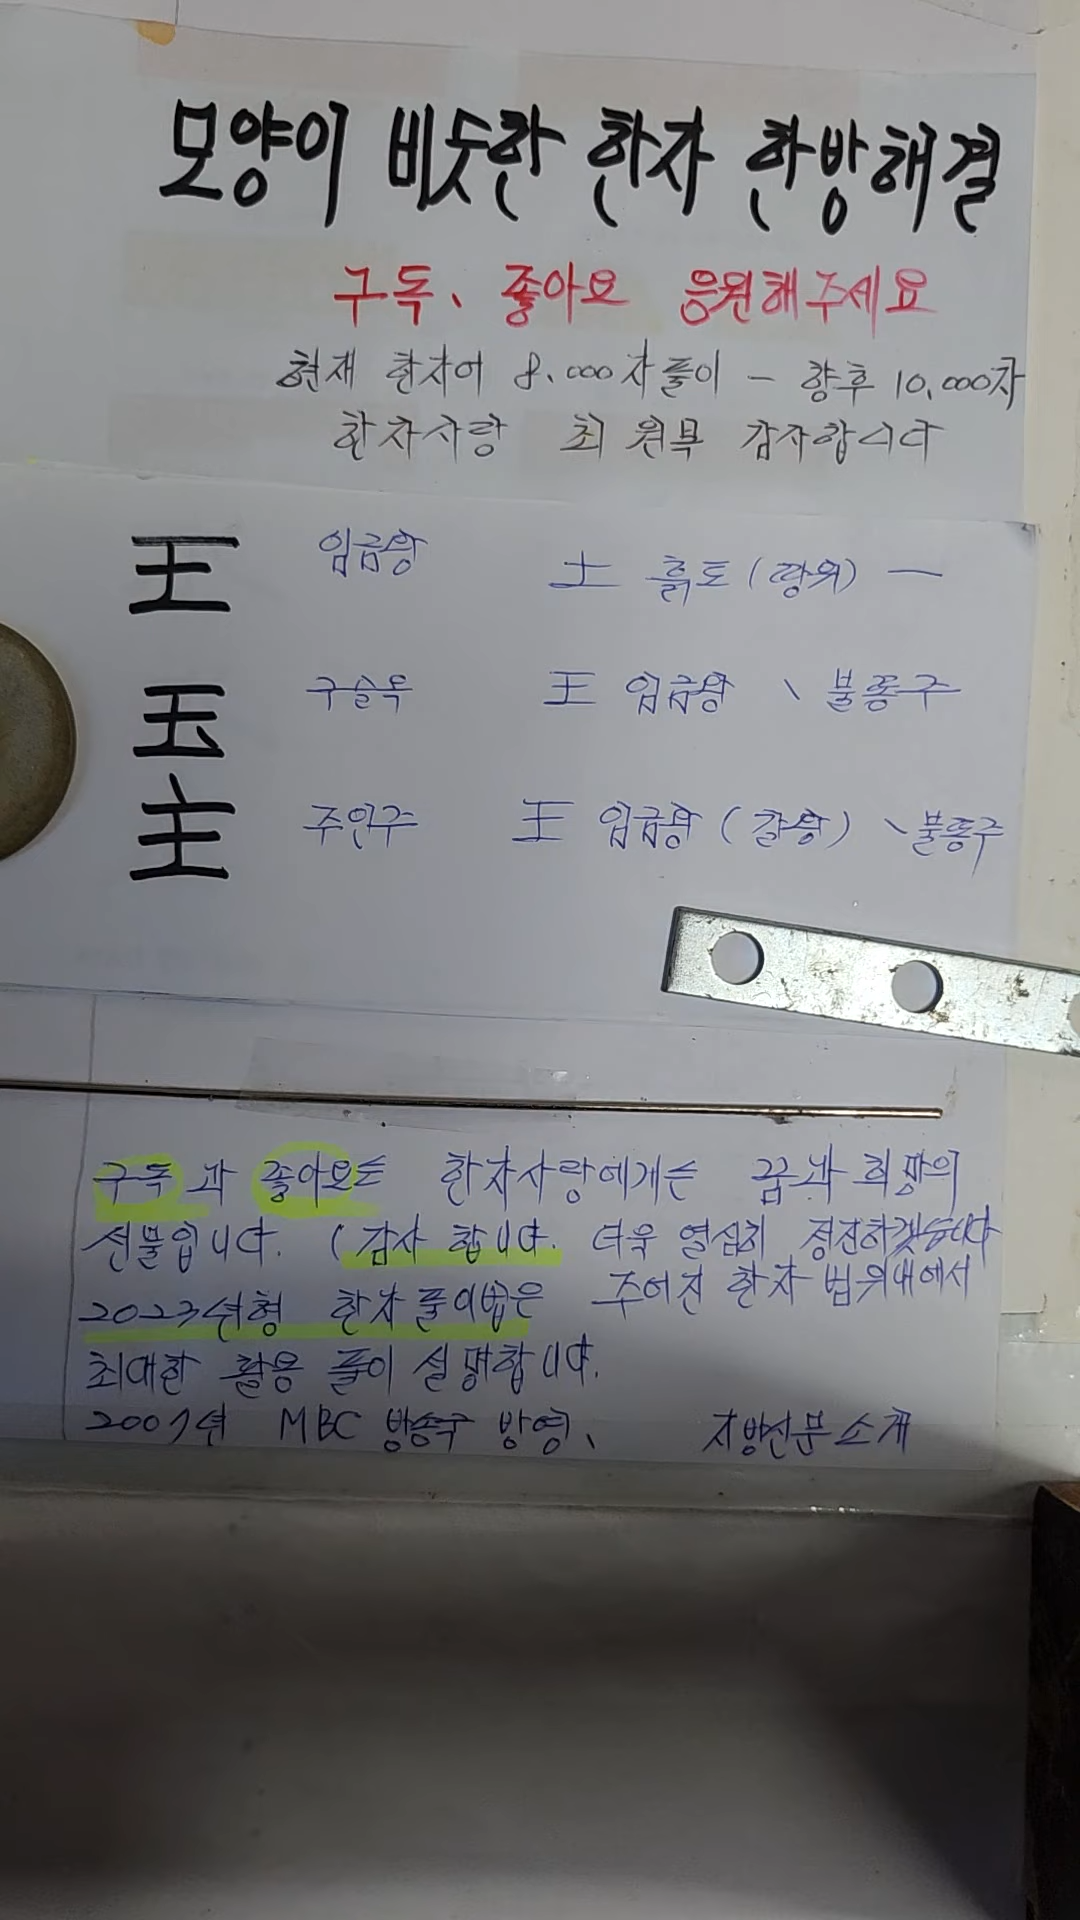 모양이 비슷한 한자 한방해결
구독、좋아요 응원해주세요
현재 한자어 8.000자풀이 - 향후 10.000자
한자사랑 최 원묵 감사합니다
王 임금왕 土 흙토 (땅위) 一
玉 구슬옥 王 임금왕 丶 불똥주
主 주인주 王 임금왕 (칼왕) 丶 불똥주
구독과 좋아요는 한자사랑에게는 꿈과 희망의
선물입니다. (감사 합니다. 더욱 열심히 정진하겠습니다
2023년형 한자풀이법은 주어진 한자 범위내에서
최대한 활용 풀이 설명합니다.
2007년 MBC 방송국 방영、 지방신문소개